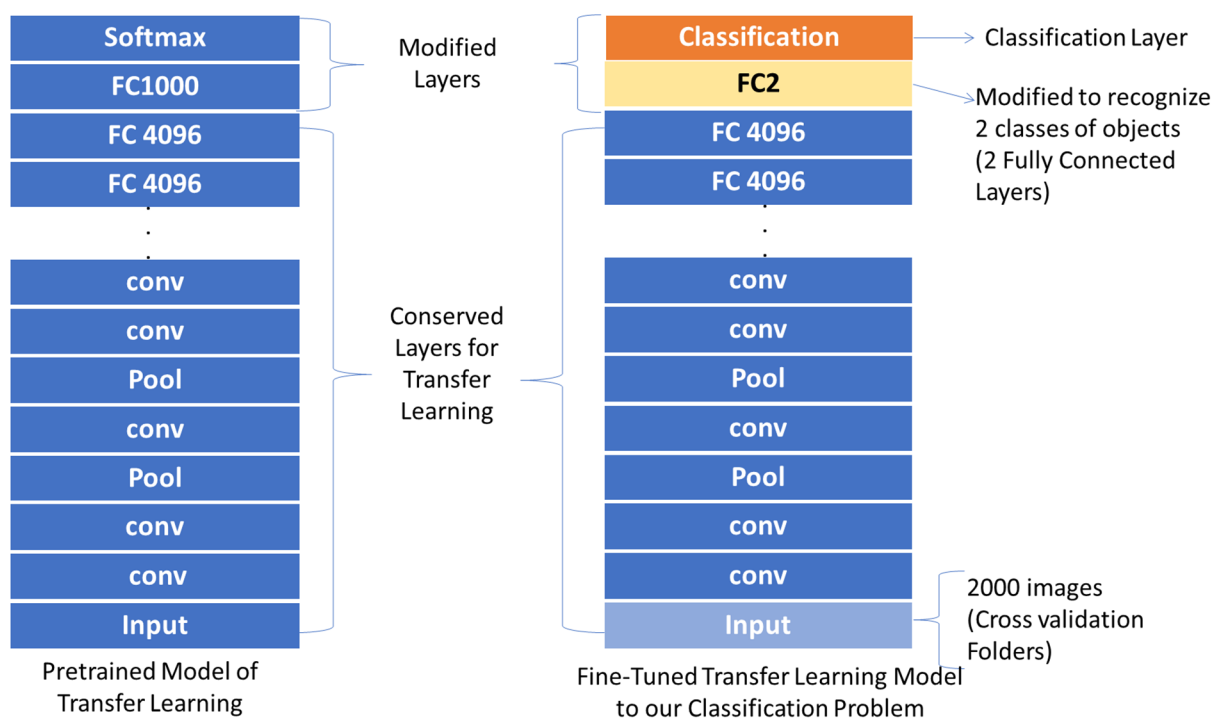 Softmax
FC1000
FC 4096
FC 4096
conv
conv
Pool
conv
Pool
conv
conv
Input
Pretrained Model of
Transfer Learning
Modified
Layers
Conserved
Layers for
Transfer
Learning
Classification
FC2
FC 4096
FC 4096
conv
conv
Pool
conv
Pool
conv
conv
Input
Fine-Tuned Transfer Learning Model
to our Classification Problem
Classification Layer
Modified to recognize
2 classes of objects
(2 Fully Connected
Layers)
2000 images
(Cross validation
Folders)